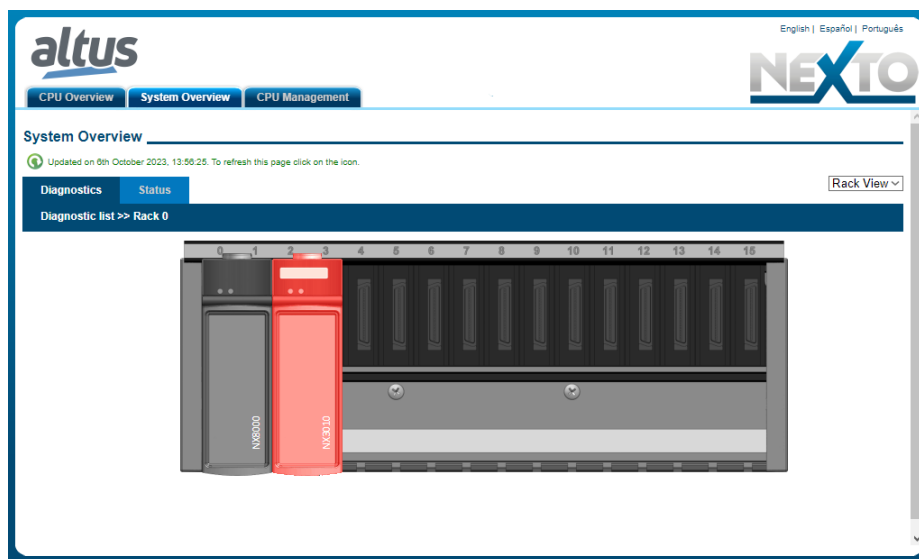 English | Español | Português
altus
NEXTO
CPU Overview System Overview CPU Management
System Overview
Updated on 6th October 2023, 13:56:25. To refresh this page click on the icon.
Diagnostics Status Rack View
Diagnostic list >> Rack 0
0 1 2 3 4 5 6 7 8 9 10 11 12 13 14 15
NX8000 NX3010